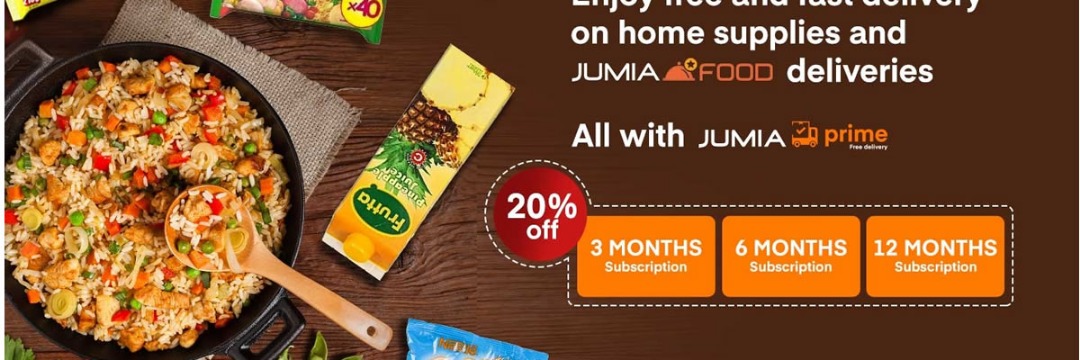 x40
Enjoy free and fast delivery
on home supplies and
JUMIA FOOD deliveries
All with JUMIA prime
Free delivery
20%
off
3 MONTHS
Subscription
6 MONTHS
Subscription
12 MONTHS
Subscription
Frutta
Pineapple
Juice